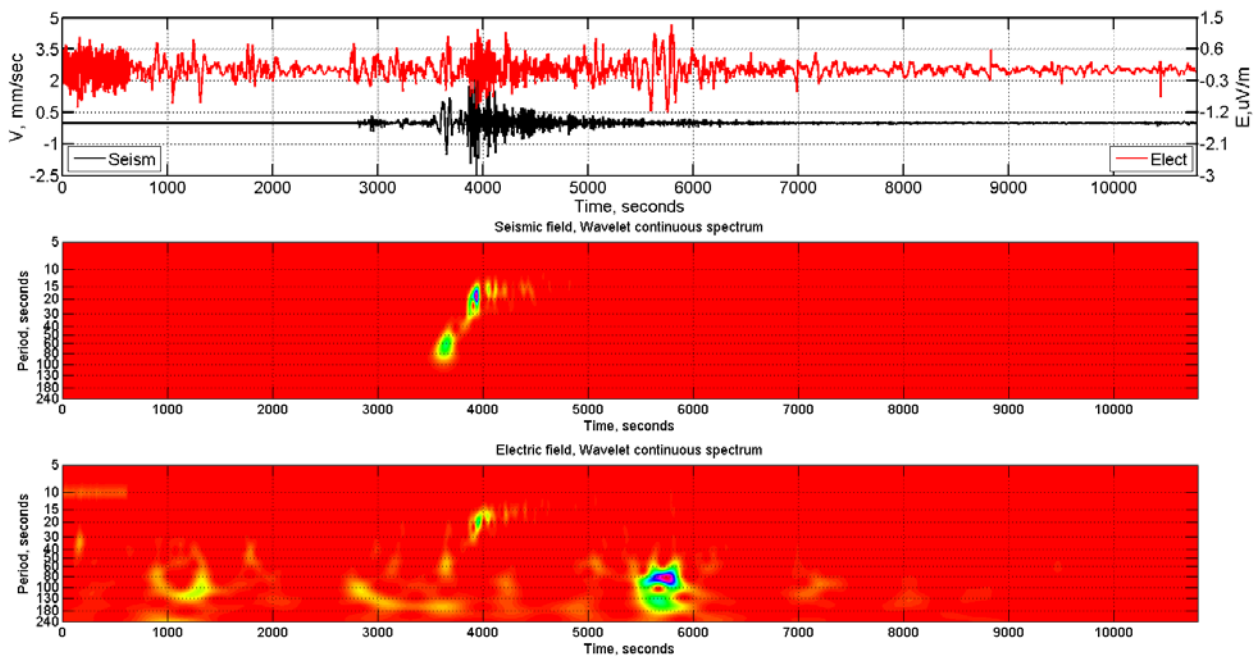 5
3.5
2
0.5
-1
-2.5
V, mm/sec
1.5
0.6
-0.3
-1.2
-2.1
-3
E, uV/m
Seism
Elect
0 1000 2000 3000 4000 5000 6000 7000 8000 9000 10000
Time, seconds
Seismic field, Wavelet continuous spectrum
Period, seconds
5
10
15
20
30
40
50
60
80
100
130
180
240
0 1000 2000 3000 4000 5000 6000 7000 8000 9000 10000
Time, seconds
Electric field, Wavelet continuous spectrum
Period, seconds
5
10
15
20
30
40
50
60
80
100
130
180
240
0 1000 2000 3000 4000 5000 6000 7000 8000 9000 10000
Time, seconds